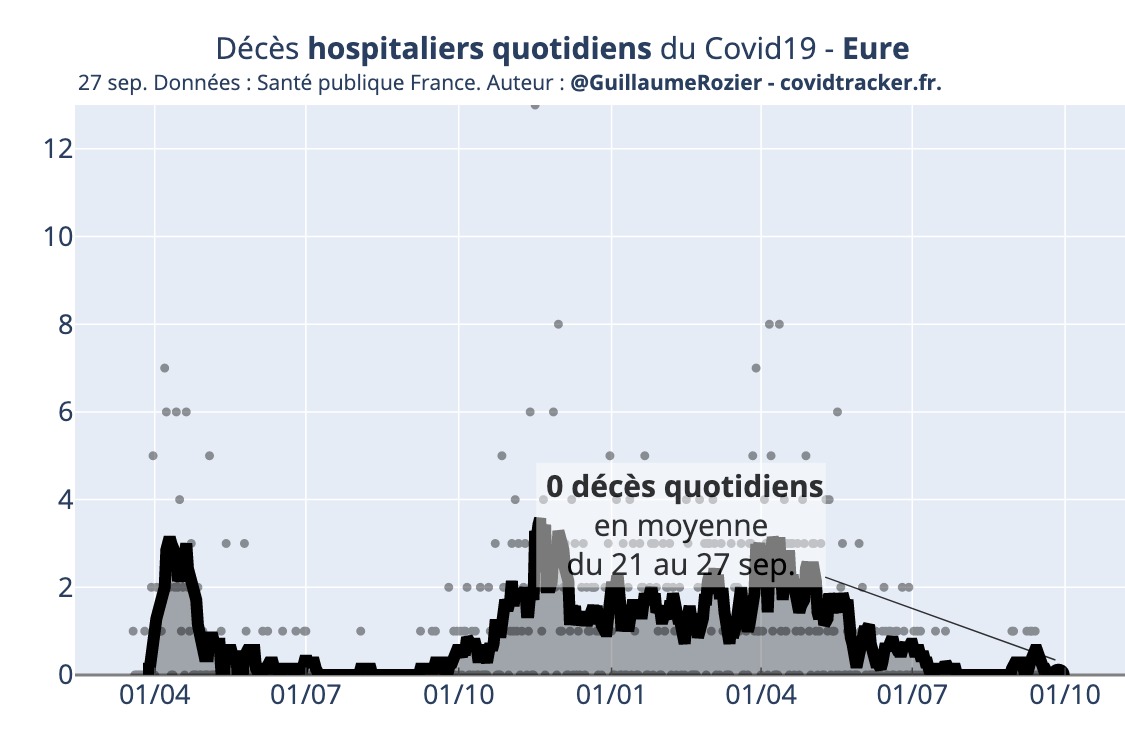 Décès hospitaliers quotidiens du Covid19 - Eure
27 sep. Données : Santé publique France. Auteur : @GuillaumeRozier - covidtracker.fr.
12
10
8
6
4
2
0
0 décès quotidiens
en moyenne
du 21 au 27 sep.
01/04 01/07 01/10 01/01 01/04 01/07 01/10